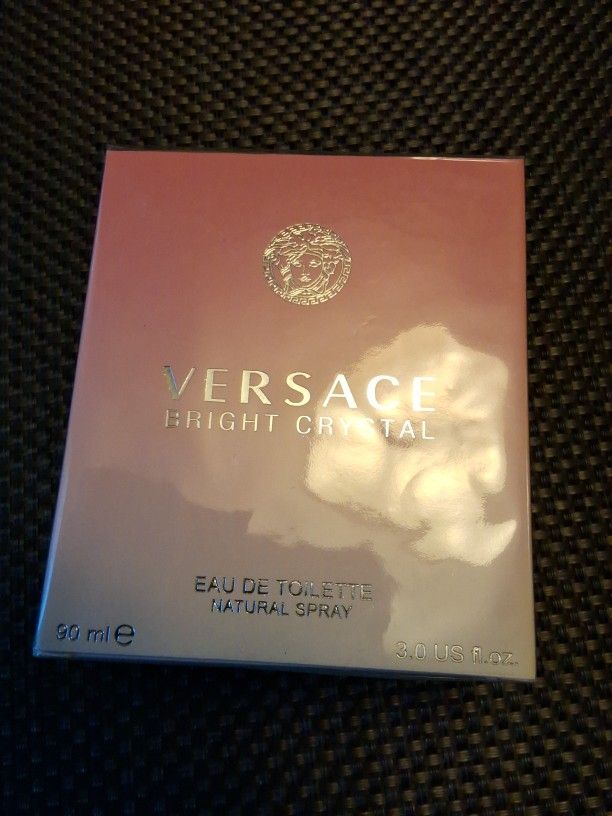 VERSACE
BRIGHT CRYSTAL
EAU DE TOILETTE
NATURAL SPRAY
90 ml ℮
3.0 US fl.oz.